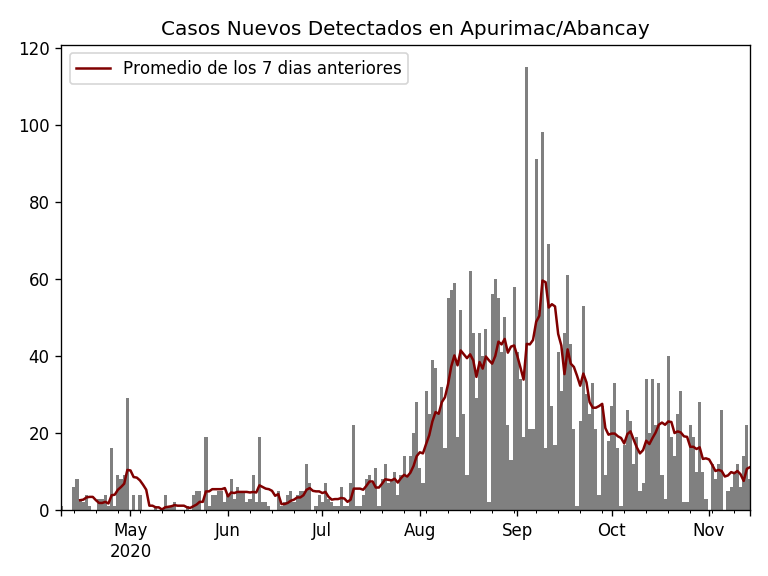 Casos Nuevos Detectados en Apurimac/Abancay
Promedio de los 7 dias anteriores
120
100
80
60
40
20
0
May Jun Jul Aug Sep Oct Nov
2020